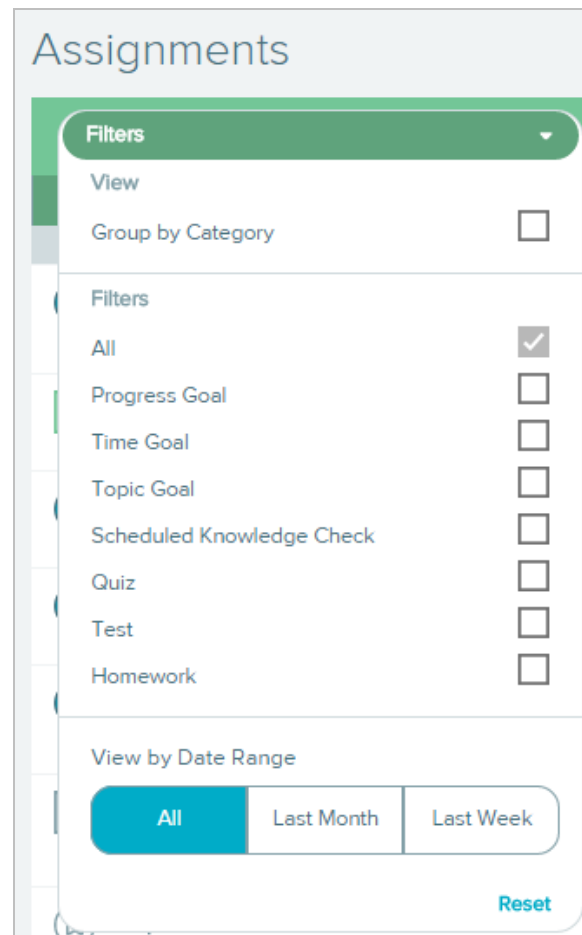 Assignments
Filters
View
Group by Category
Filters
All
Progress Goal
Time Goal
Topic Goal
Scheduled Knowledge Check
Quiz
Test
Homework
View by Date Range
All Last Month Last Week
Reset